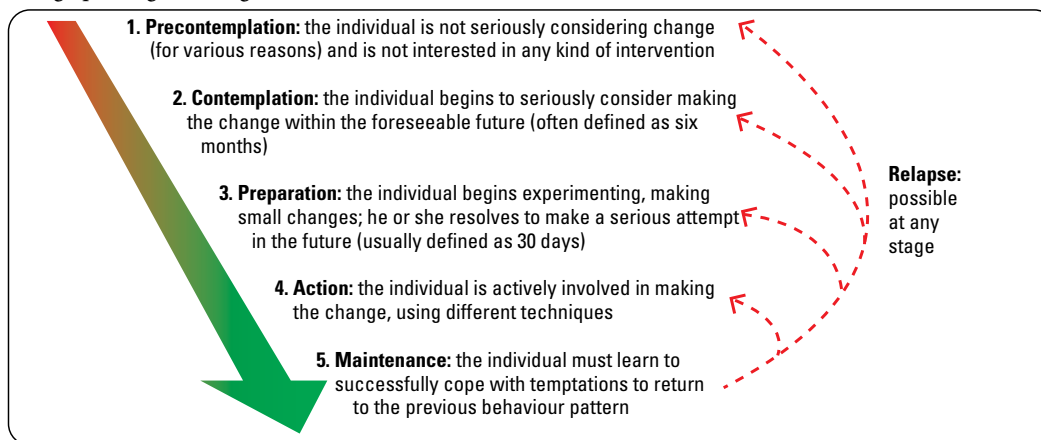 1. Precontemplation: the individual is not seriously considering change
(for various reasons) and is not interested in any kind of intervention
2. Contemplation: the individual begins to seriously consider making
the change within the foreseeable future (often defined as six
months)
3. Preparation: the individual begins experimenting, making
small changes; he or she resolves to make a serious attempt
in the future (usually defined as 30 days)
4. Action: the individual is actively involved in making
the change, using different techniques
5. Maintenance: the individual must learn to
successfully cope with temptations to return
to the previous behaviour pattern
Relapse:
possible
at any
stage